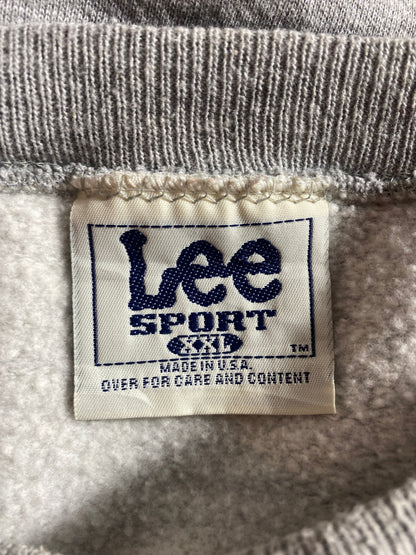 Lee
SPORT
XXL
TM
MADE IN U.S.A.
OVER FOR CARE AND CONTENT